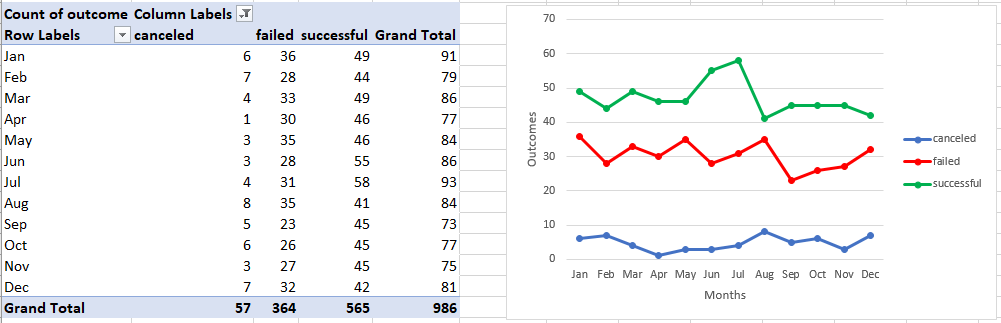 Count of outcome Column Labels
Row Labels canceled failed successful Grand Total
Jan 6 36 49 91
Feb 7 28 44 79
Mar 4 33 49 86
Apr 1 30 46 77
May 3 35 46 84
Jun 3 28 55 86
Jul 4 31 58 93
Aug 8 35 41 84
Sep 5 23 45 73
Oct 6 26 45 77
Nov 3 27 45 75
Dec 7 32 42 81
Grand Total 57 364 565 986
70
60
50
40
30
20
10
0
Outcomes
Jan Feb Mar Apr May Jun Jul Aug Sep Oct Nov Dec
Months
canceled
failed
successful